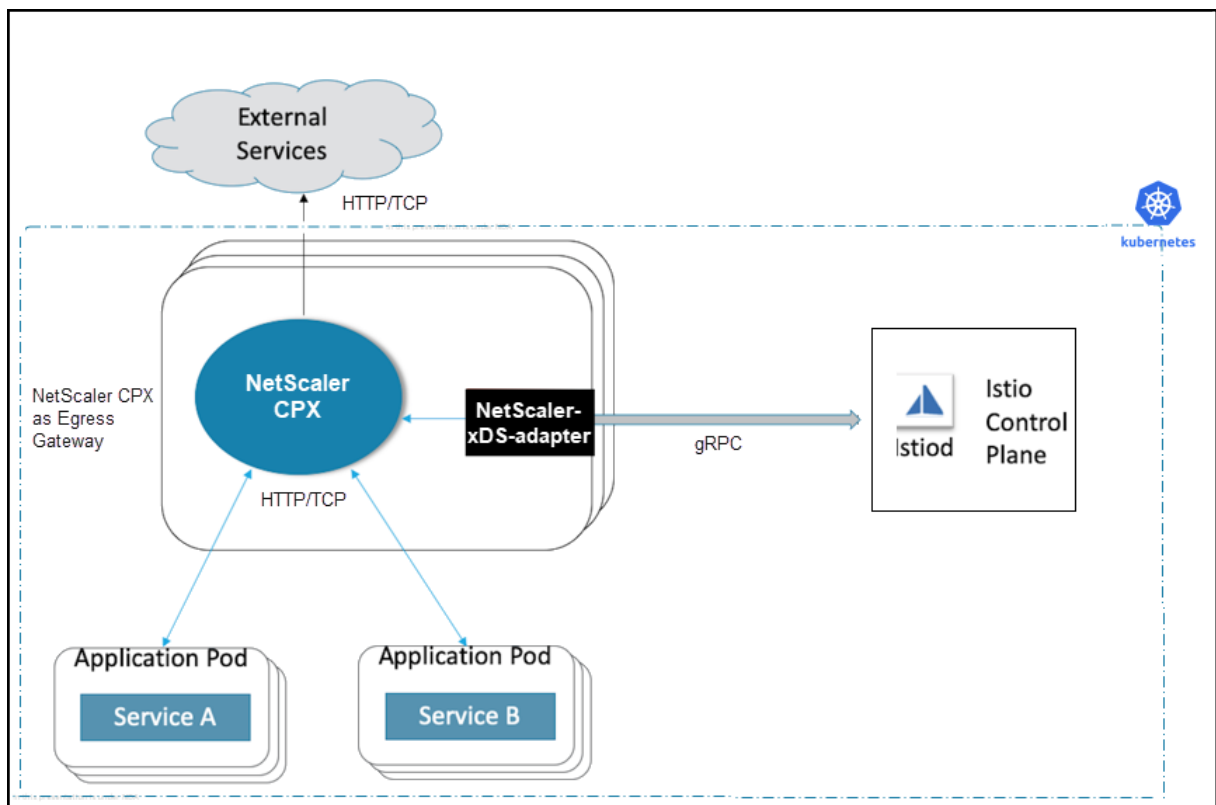 External
Services
HTTP/TCP
kubernetes
NetScaler CPX
as Egress
Gateway
NetScaler
CPX
NetScaler-
xDS-adapter
gRPC
Istiod
Istio
Control
Plane
HTTP/TCP
Application Pod
Service A
Application Pod
Service B